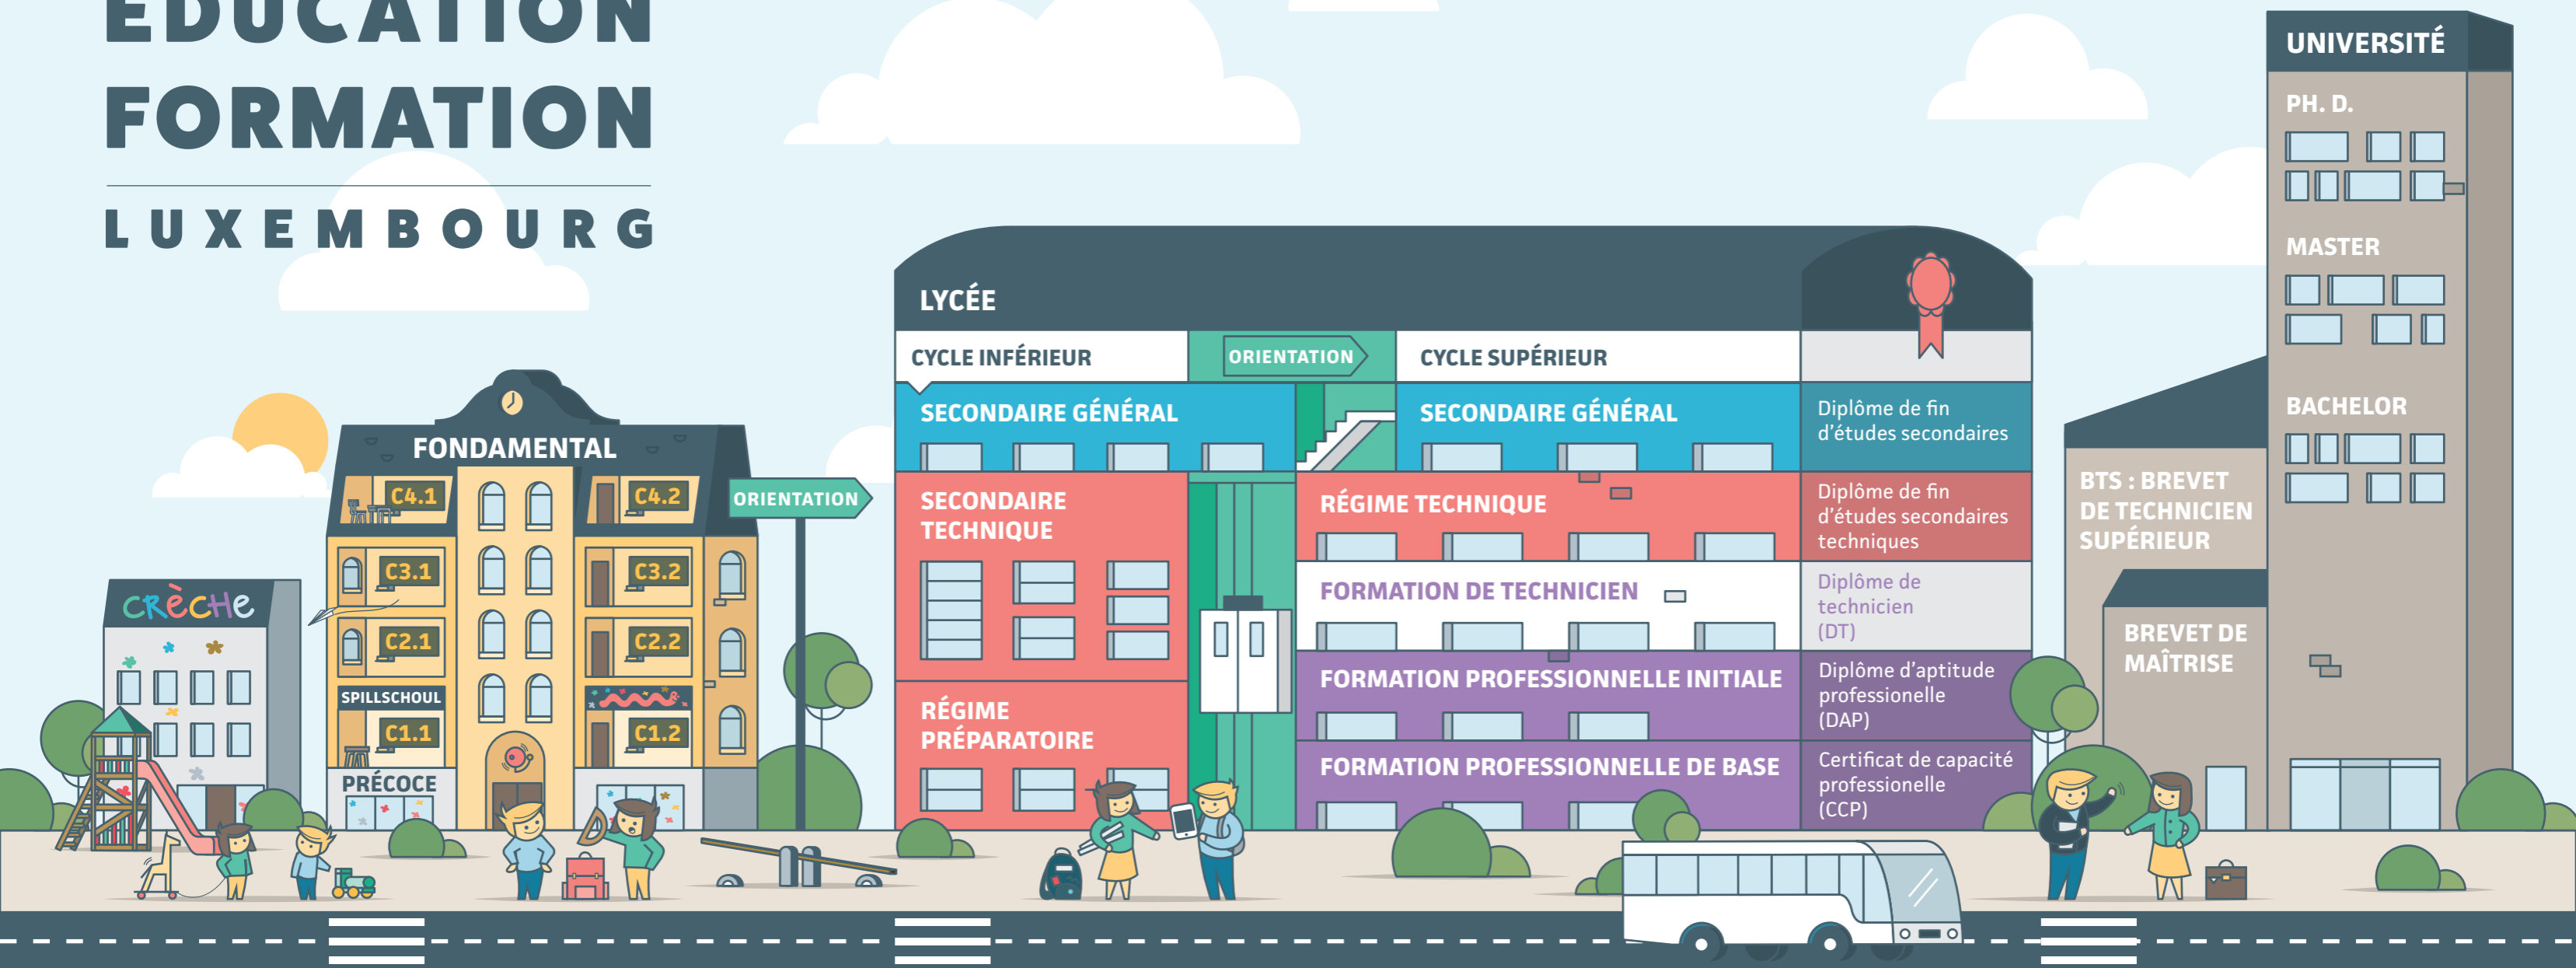 EDUCATION
FORMATION
LUXEMBOURG
CRÈCHE
FONDAMENTAL
C4.1
C4.2
C3.1
C3.2
C2.1
C2.2
SPILLSCHOUL
C1.1
C1.2
PRÉCOCE
ORIENTATION
LYCÉE
CYCLE INFÉRIEUR
ORIENTATION
CYCLE SUPÉRIEUR
SECONDAIRE GÉNÉRAL
SECONDAIRE
TECHNIQUE
RÉGIME
PRÉPARATOIRE
SECONDAIRE GÉNÉRAL
Diplôme de fin
d'études secondaires
RÉGIME TECHNIQUE
Diplôme de fin
d'études secondaires
techniques
FORMATION DE TECHNICIEN
Diplôme de
technicien
(DT)
FORMATION PROFESSIONNELLE INITIALE
Diplôme d'aptitude
professionelle
(DAP)
FORMATION PROFESSIONNELLE DE BASE
Certificat de capacité
professionelle
(CCP)
BTS : BREVET
DE TECHNICIEN
SUPÉRIEUR
BREVET DE
MAÎTRISE
UNIVERSITÉ
PH. D.
MASTER
BACHELOR